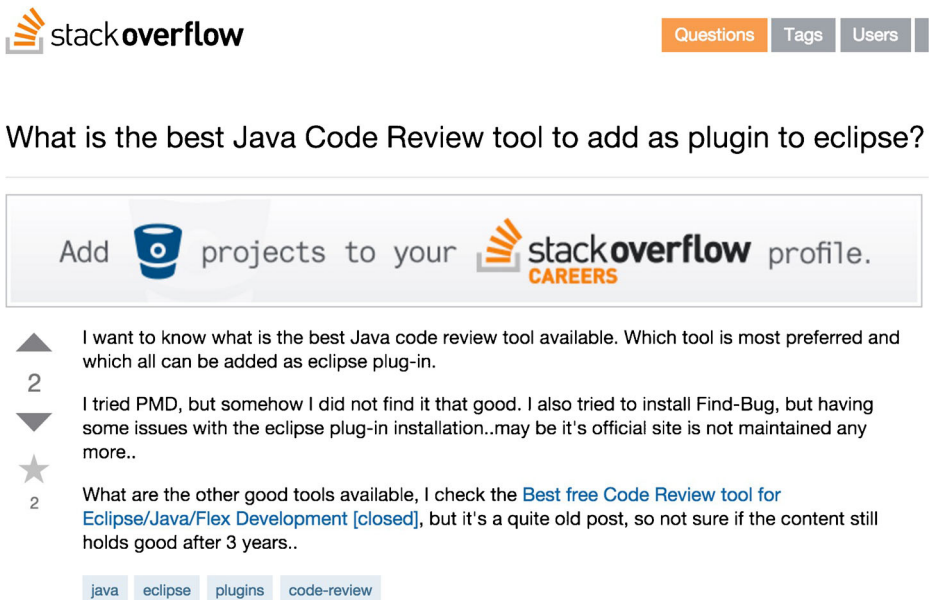 stackoverflow
Questions Tags Users
What is the best Java Code Review tool to add as plugin to eclipse?
Add projects to your stackoverflow CAREERS profile.
I want to know what is the best Java code review tool available. Which tool is most preferred and
which all can be added as eclipse plug-in.
2
I tried PMD, but somehow I did not find it that good. I also tried to install Find-Bug, but having
some issues with the eclipse plug-in installation..may be it's official site is not maintained any
more..
2
What are the other good tools available, I check the Best free Code Review tool for
Eclipse/Java/Flex Development [closed], but it's a quite old post, so not sure if the content still
holds good after 3 years..
java eclipse plugins code-review